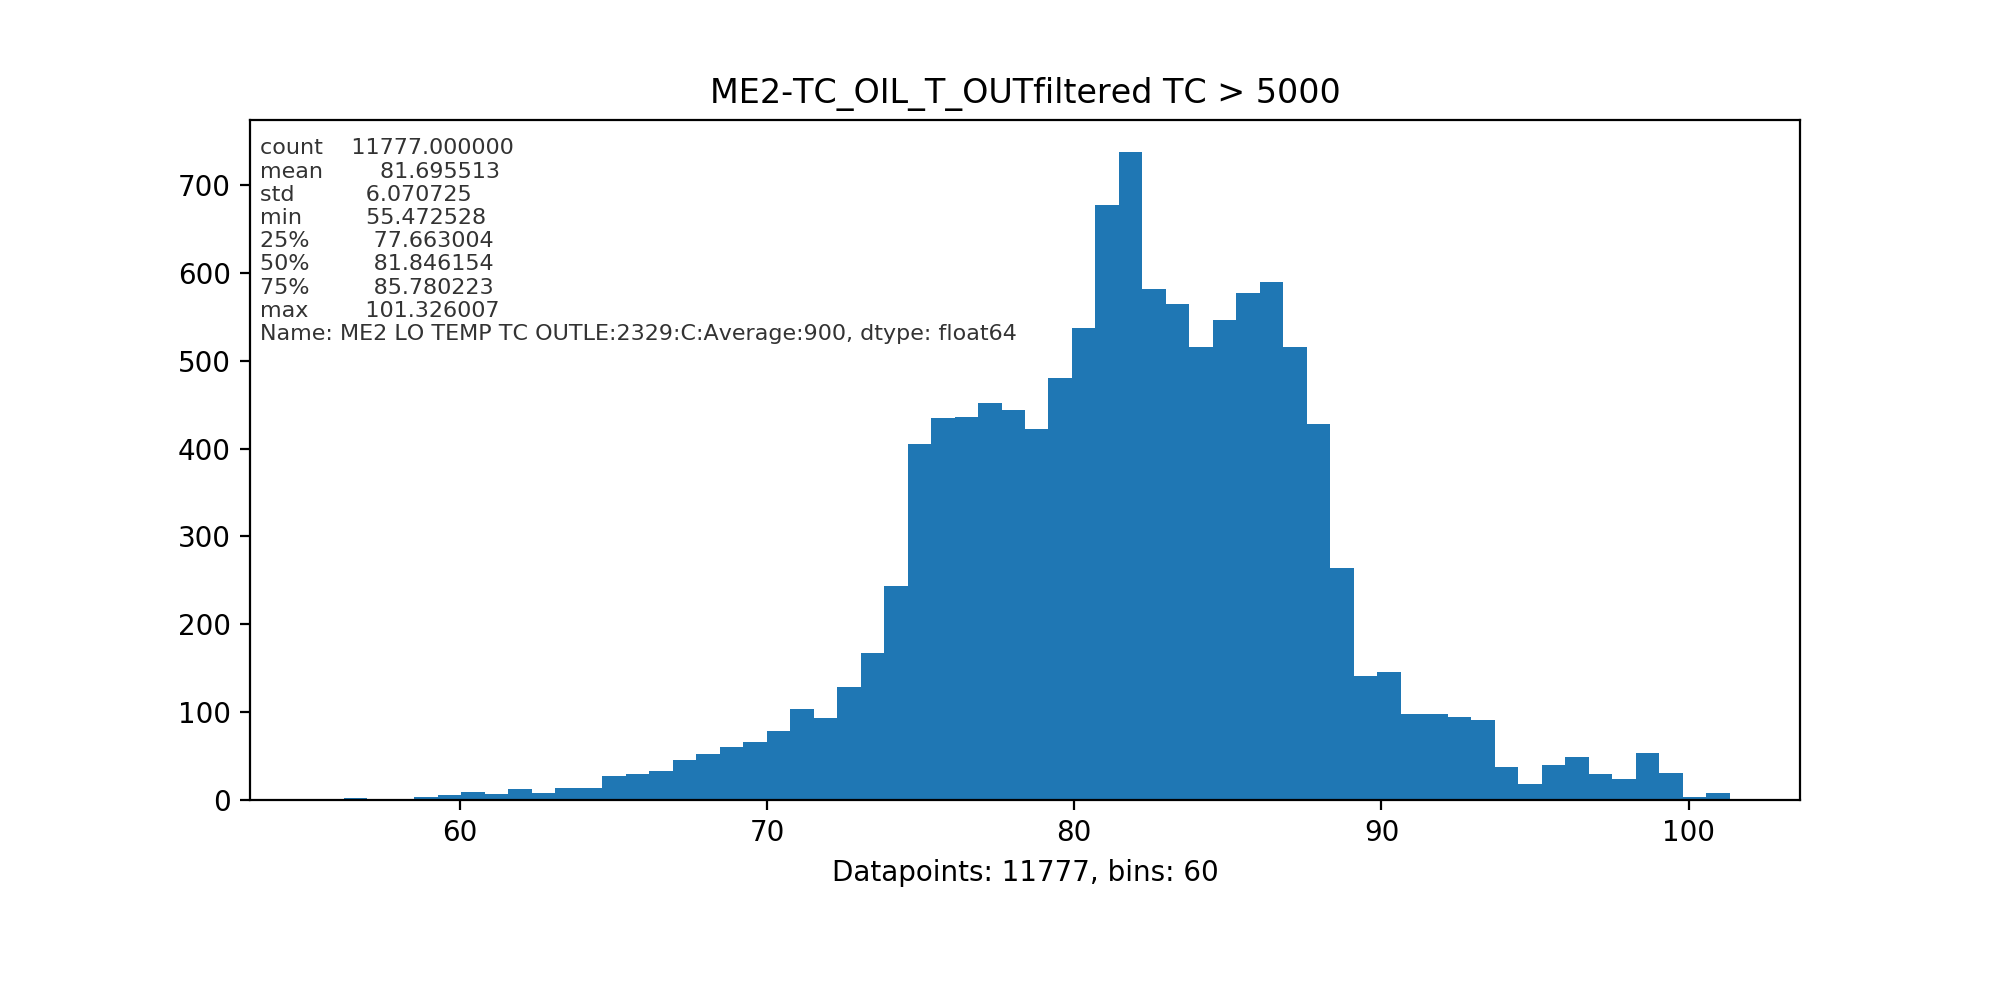 ME2-TC_OIL_T_OUTfiltered TC > 5000
count 11777.000000
mean 81.695513
std 6.070725
min 55.472528
25% 77.663004
50% 81.846154
75% 85.780223
max 101.326007
Name: ME2 LO TEMP TC OUTLE:2329:C:Average:900, dtype: float64
700
600
500
400
300
200
100
0
60 70 80 90 100
Datapoints: 11777, bins: 60